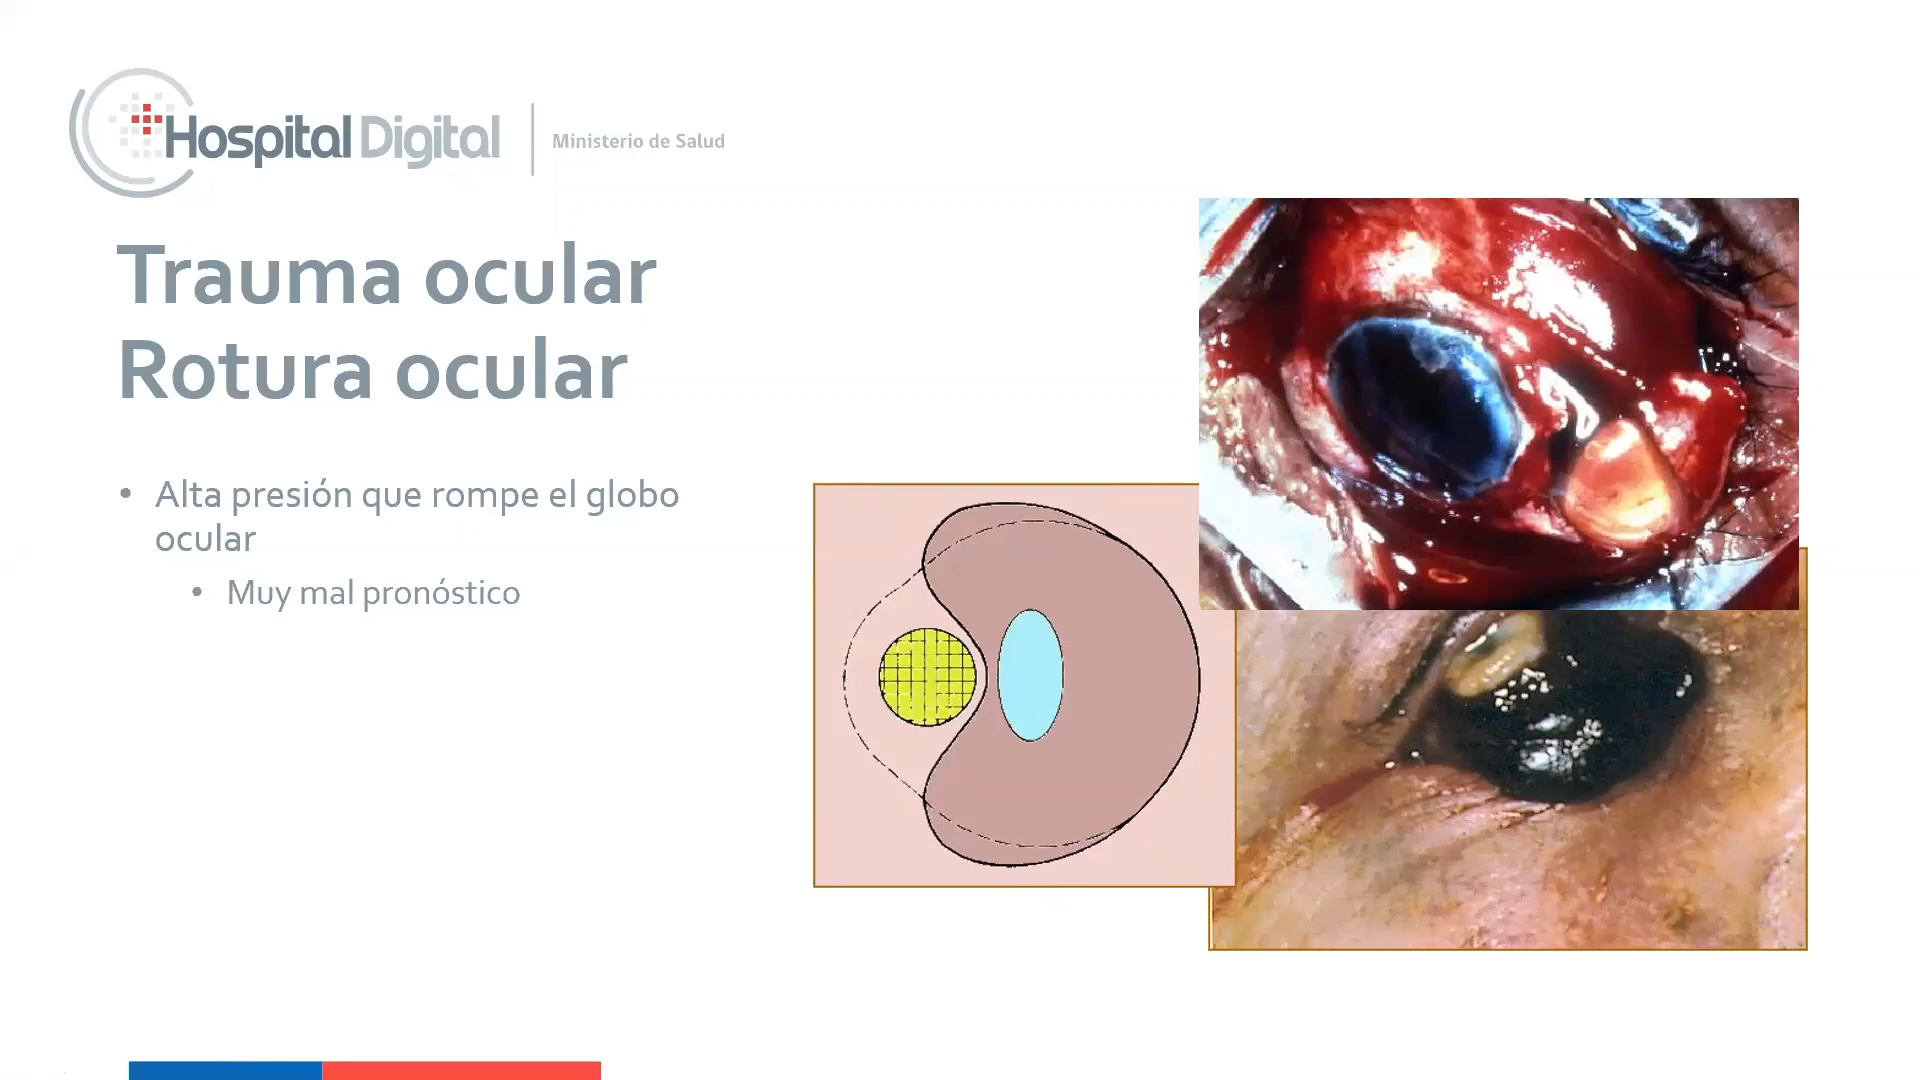 Hospital Digital
Ministerio de Salud
Trauma ocular
Rotura ocular
• Alta presión que rompe el globo
ocular
• Muy mal pronóstico